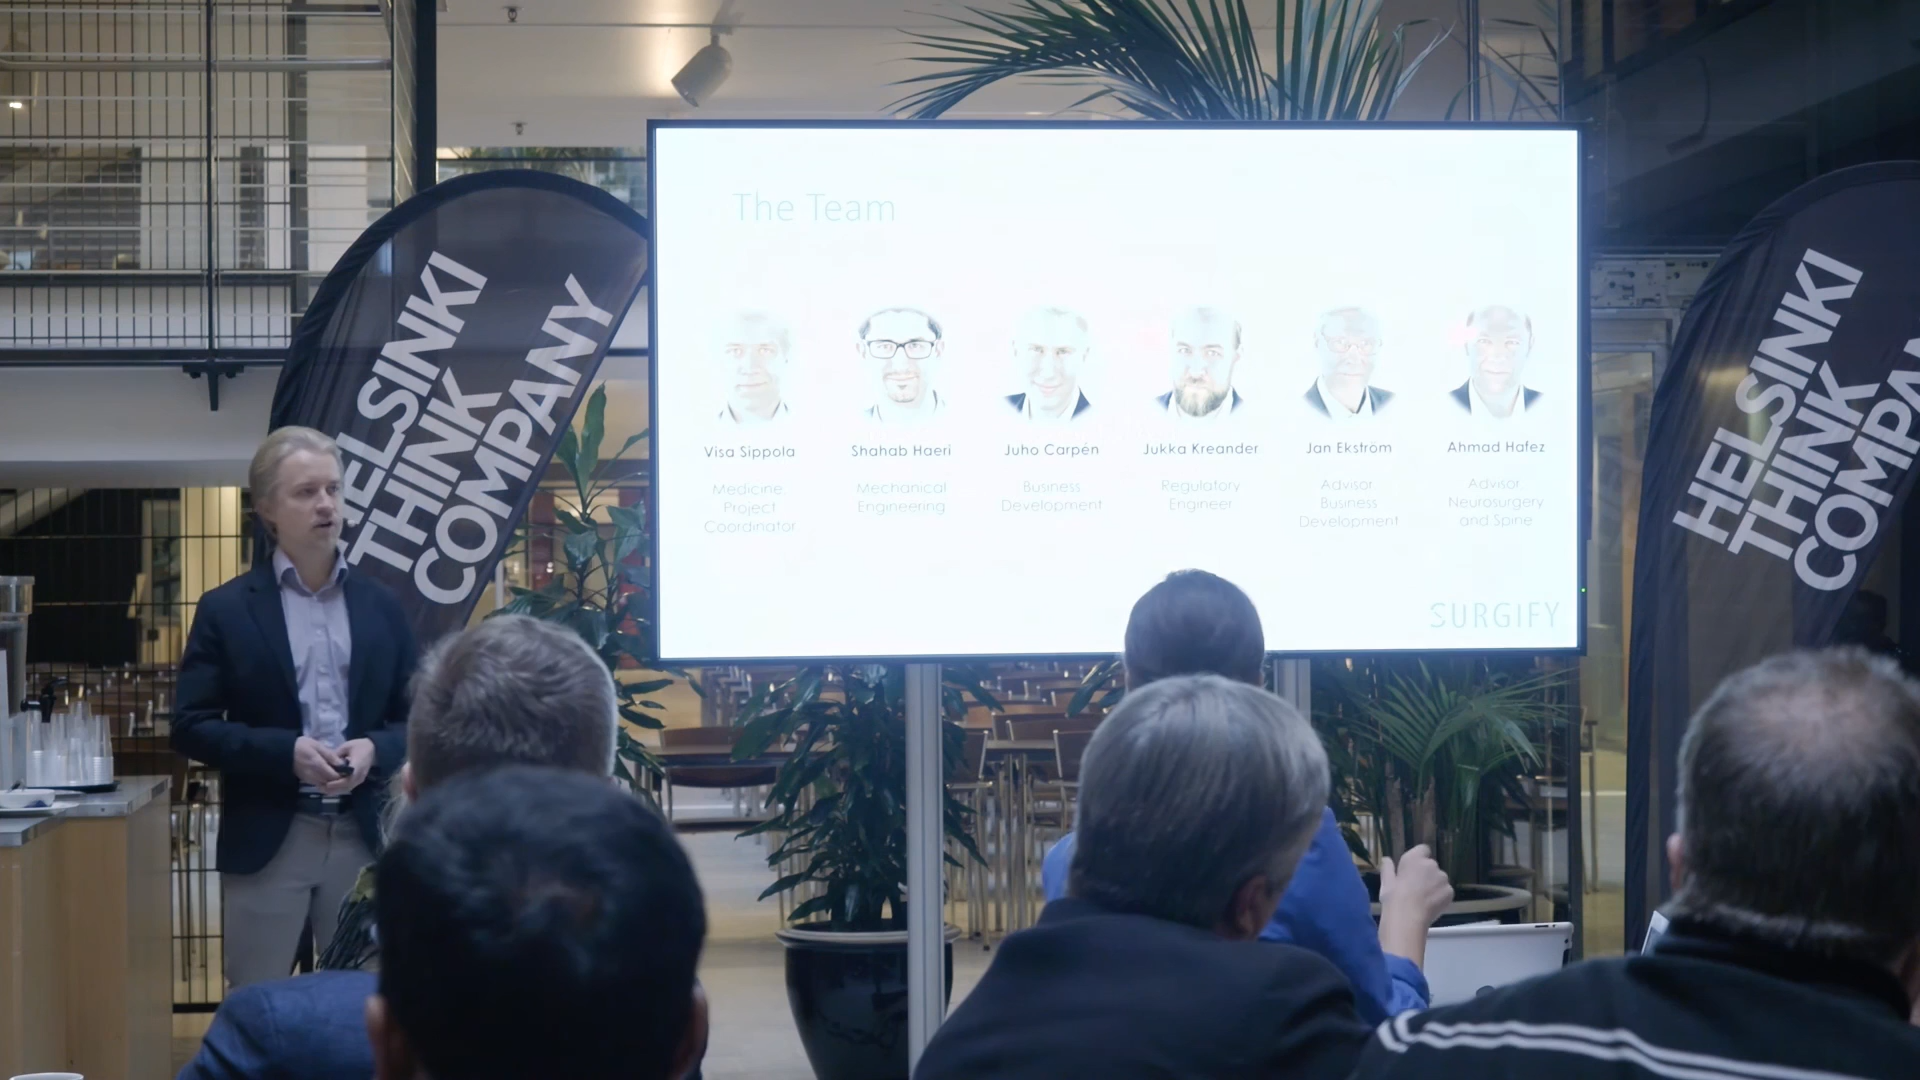 HELSINKI
THINK
COMPANY
The Team
Visa Sippola
Medicine
Project
Coordinator
Shahab Haeri
Mechanical
Engineering
Juho Carpén
Business
Development
Jukka Kreander
Regulatory
Engineer
Jan Ekström
Advisor
Business
Development
Ahmad Hafez
Advisor
Neurosurgery
and Spine
SURGIFY
HELSINKI
THINK
COMPAN